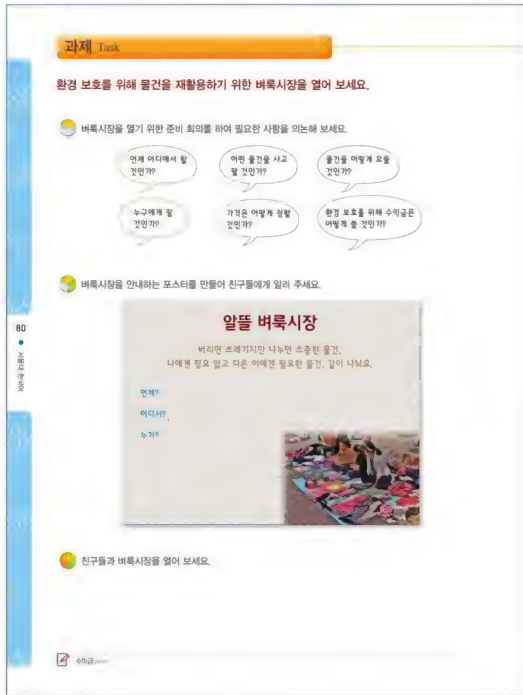 과제 Task
환경 보호를 위해 물건을 재활용하기 위한 벼룩시장을 열어 보세요.
벼룩시장을 열기 위한 준비 회의를 하여 필요한 사항을 의논해 보세요.
언제 어디에서 할 것인가?
어떤 물건을 사고 팔 것인가?
물건을 어떻게 모을 것인가?
누구에게 팔 것인가?
가격은 어떻게 정할 것인가?
환경 보호를 위해 수익금은 어떻게 쓸 것인가?
벼룩시장을 안내하는 포스터를 만들어 친구들에게 알려 주세요.
알뜰 벼룩시장
버리면 쓰레기지만 나누면 소중한 물건,
나에겐 필요 없고 다른 이에겐 필요한 물건, 같이 나눠요.
언제?
어디서?
누가?
친구들과 벼룩시장을 열어 보세요.
80
서울대 한국어
수익금